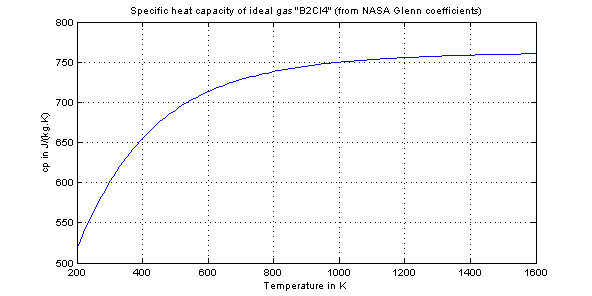 Specific heat capacity of ideal gas "B2Cl4" (from NASA Glenn coefficients)
800
750
700
650
600
550
500
cp in J/(kg.K)
200 400 600 800 1000 1200 1400 1600
Temperature in K